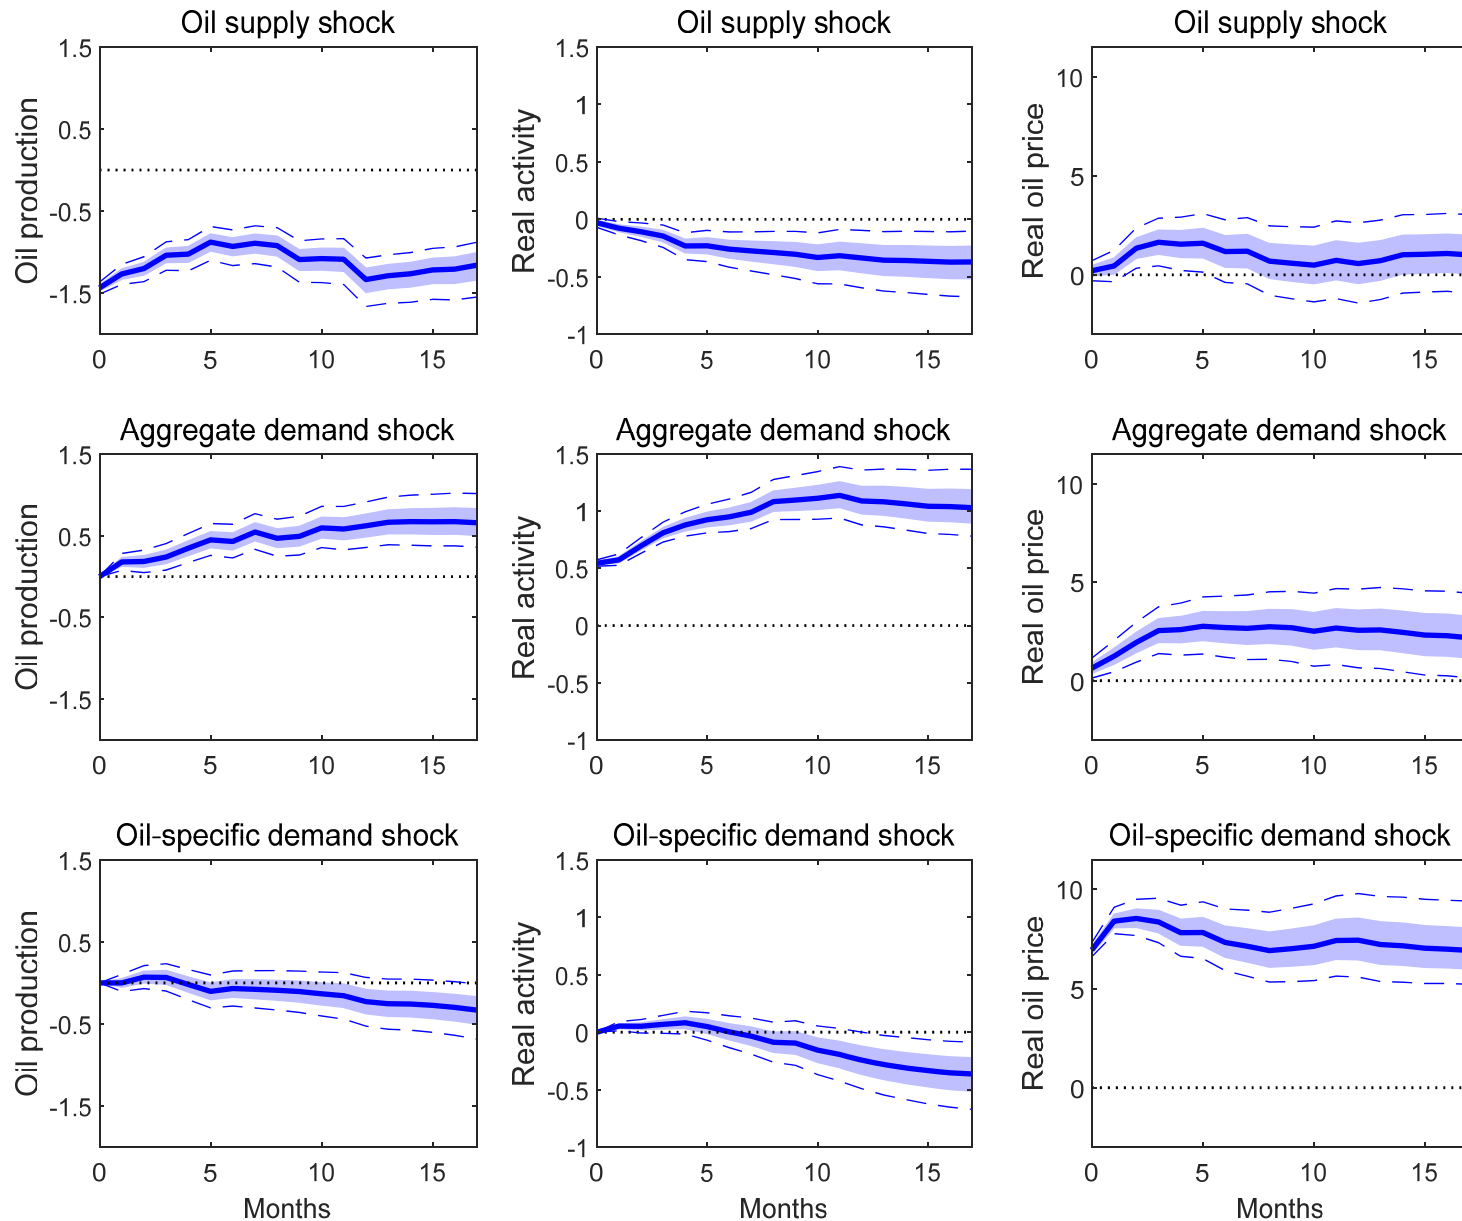 Oil supply shock
Oil production
1.5
0.5
-0.5
-1.5
0 5 10 15
Oil supply shock
Real activity
1.5
1
0.5
0
-0.5
-1
0 5 10 15
Oil supply shock
Real oil price
10
5
0
0 5 10 15
Aggregate demand shock
Oil production
1.5
0.5
-0.5
-1.5
0 5 10 15
Aggregate demand shock
Real activity
1.5
1
0.5
0
-0.5
-1
0 5 10 15
Aggregate demand shock
Real oil price
10
5
0
0 5 10 15
Oil-specific demand shock
Oil production
1.5
0.5
-0.5
-1.5
0 5 10 15
Months
Oil-specific demand shock
Real activity
1.5
1
0.5
0
-0.5
-1
0 5 10 15
Months
Oil-specific demand shock
Real oil price
10
5
0
0 5 10 15
Months